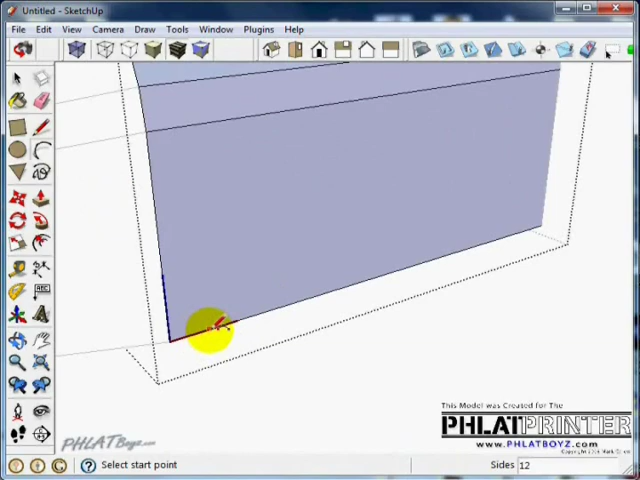 Untitled - SketchUp
File Edit View Camera Draw Tools Window Plugins Help
ABC
This Model was Created for The
PHLATPRINTER
www.PHLATBOYZ.com
PHLATBoyz.com
Select start point
Sides 12